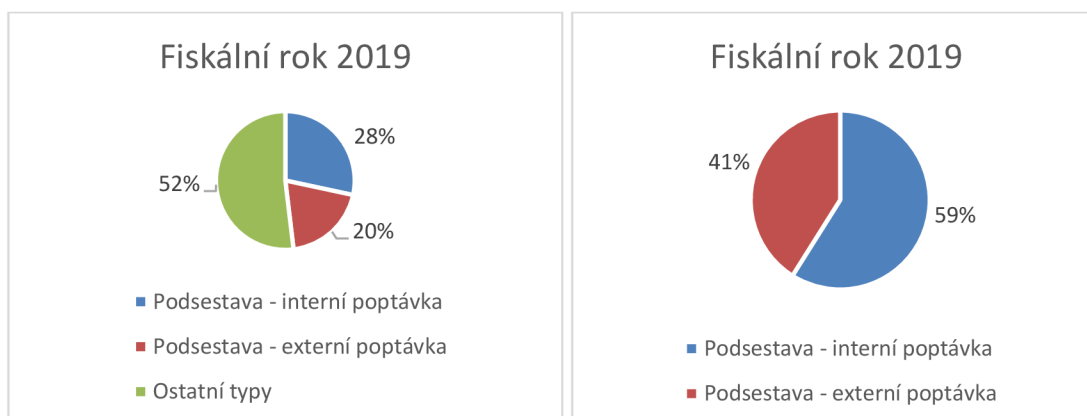 Fiskální rok 2019
28%
52%
20%
Podsestava - interní poptávka
Podsestava - externí poptávka
Ostatní typy
Fiskální rok 2019
41%
59%
Podsestava - interní poptávka
Podsestava - externí poptávka